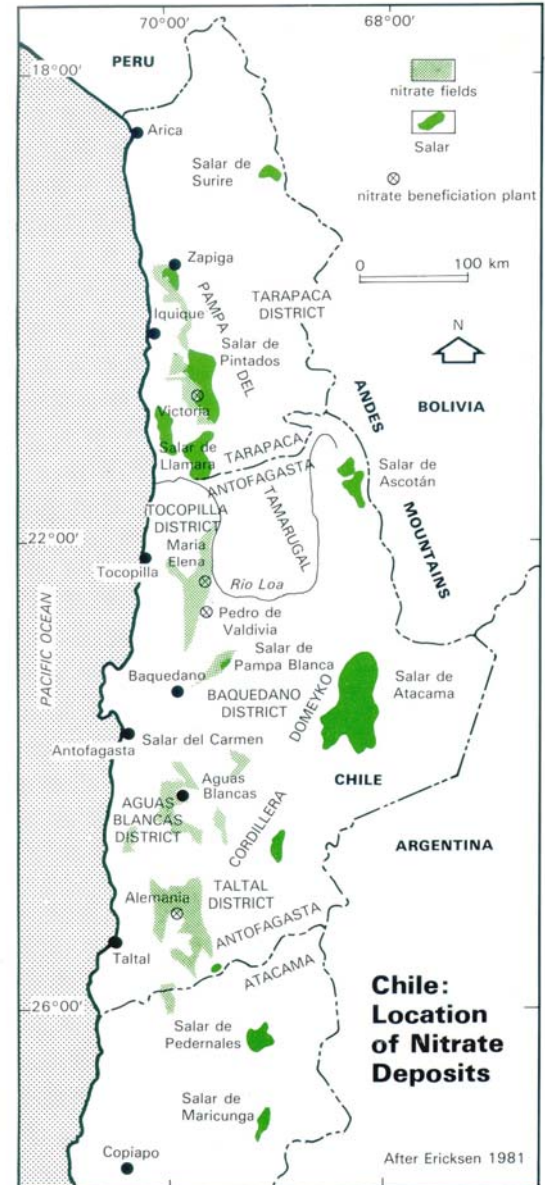 70°00'
68°00'
18°00'
PERU
nitrate fields
Arica
Salar
Salar de
Surire
nitrate beneficiation plant
Zapiga
0 100 km
PAMPA DEL
TARAPACA
DISTRICT
Iquique
N
Salar de
Pintados
ANDES
BOLIVIA
Victoria
Salar de
Llamara
TARAPACA
ANTOFAGASTA
Salar de
Ascotán
TAMARUGAL
MOUNTAINS
TOCOPILLA
DISTRICT
22°00'
Maria
Elena
Tocopilla
Río Loa
Pedro de
Valdivia
PACIFIC OCEAN
Salar de
Pampa Blanca
Baquedano
BAQUEDANO
DISTRICT
DOMEYKO
Salar de
Atacama
Antofagasta
Salar del Carmen
CHILE
Aguas
Blancas
AGUAS
BLANCAS
DISTRICT
CORDILLERA
ARGENTINA
TALTAL
DISTRICT
Alemania
ANTOFAGASTA
Taltal
ATACAMA
26°00'
Chile:
Location
of Nitrate
Deposits
Salar de
Pedernales
Salar de
Maricunga
Copiapo
After Ericksen 1981